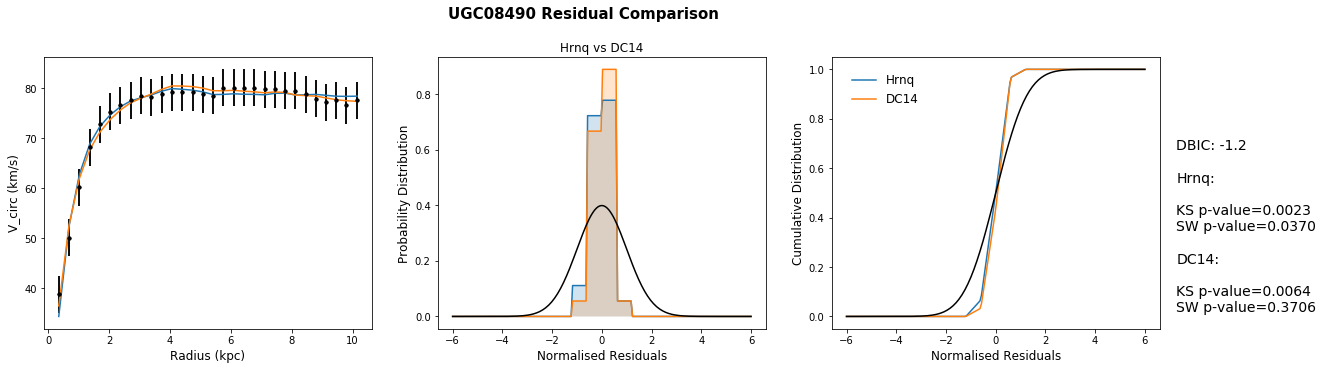 UGC08490 Residual Comparison
V_circ (km/s)
80
70
60
50
40
0 2 4 6 8 10
Radius (kpc)
Hrnq vs DC14
Probability Distribution
0.8
0.6
0.4
0.2
0.0
−6 −4 −2 0 2 4 6
Normalised Residuals
Cumulative Distribution
1.0
0.8
0.6
0.4
0.2
0.0
Hrnq
DC14
−6 −4 −2 0 2 4 6
Normalised Residuals
DBIC: -1.2
Hrnq:
KS p-value=0.0023
SW p-value=0.0370
DC14:
KS p-value=0.0064
SW p-value=0.3706